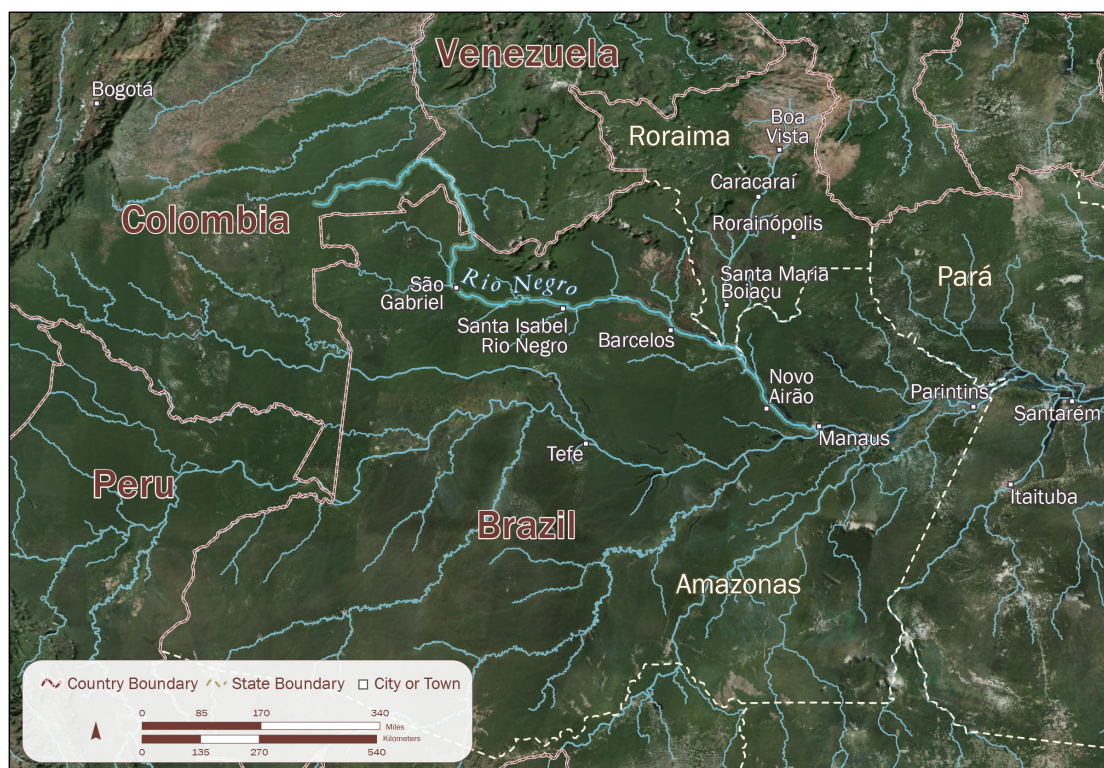 Venezuela
Bogotá
Boa
Vista
Roraima
Caracaraí
Colombia
Rorainópolis
São
Gabriel
Rio Negro
Santa Maria
Boiaçu
Pará
Santa Isabel
Rio Negro
Barcelos
Novo
Airão
Parintins
Santarém
Manaus
Tefé
Peru
Itaituba
Brazil
Amazonas
Country Boundary
State Boundary
City or Town
0 85 170 340
Miles
Kilometers
0 135 270 540